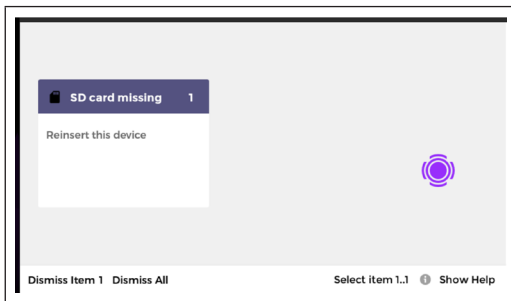 SD card missing 1
Reinsert this device
Dismiss Item 1 Dismiss All Select item 1..1 Show Help